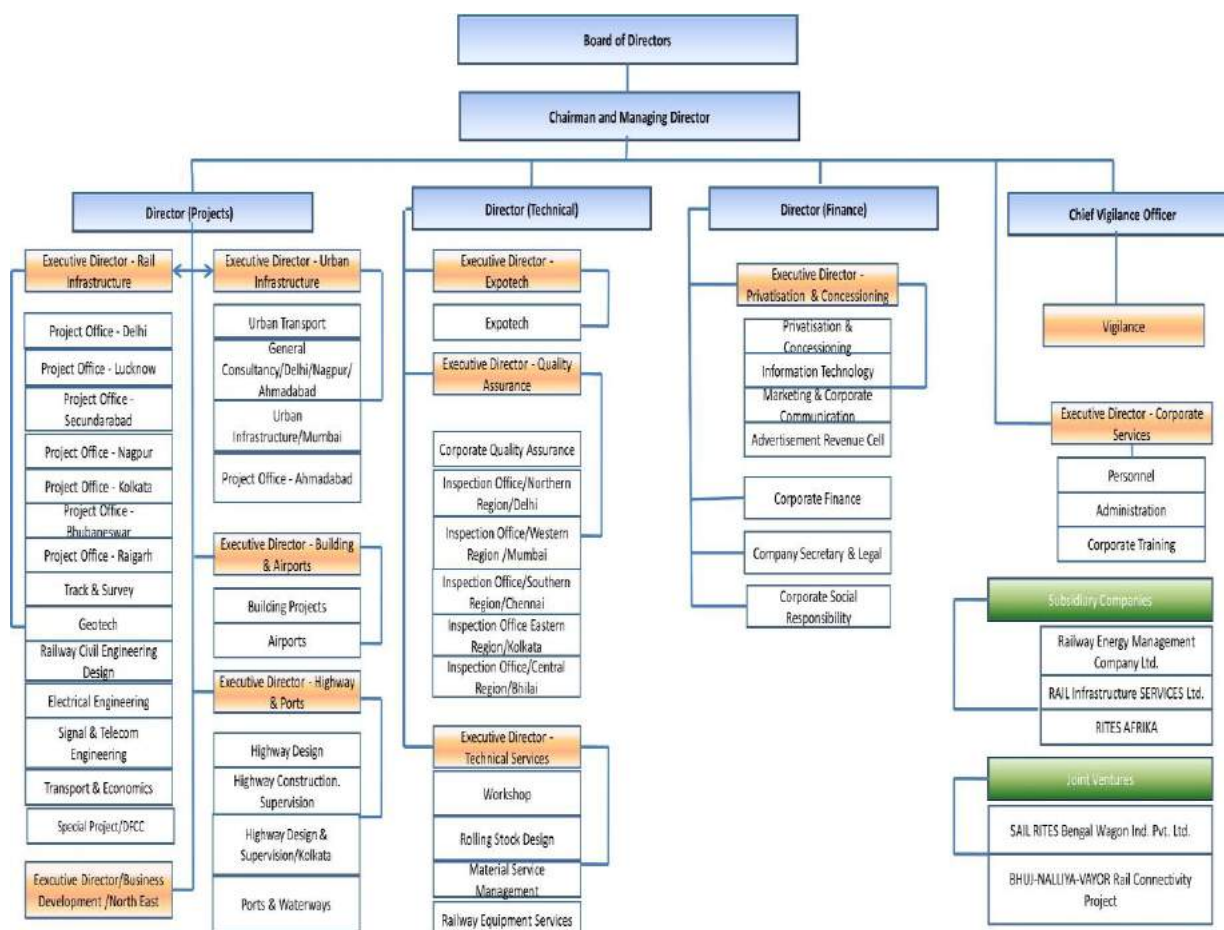 Board of Directors
Chairman and Managing Director
Director (Projects)
Executive Director - Rail
Infrastructure
Project Office - Delhi
Project Office - Lucknow
Project Office -
Secundarabad
Project Office - Nagpur
Project Office - Kolkata
Project Office -
Bhubaneswar
Project Office - Raigarh
Track & Survey
Geotech
Railway Civil Engineering
Design
Electrical Engineering
Signal & Telecom
Engineering
Transport & Economics
Special Project/DFCC
Eexecutive Director/Business
Development /North East
Executive Director - Urban
Infrastructure
Urban Transport
General
Consultancy/Delhi/Nagpur/
Ahmadabad
Urban
Infrastructure/Mumbai
Project Office - Ahmadabad
Executive Director - Building
& Airports
Building Projects
Airports
Executive Director - Highway
& Ports
Highway Design
Highway Construction.
Supervision
Highway Design &
Supervision/Kolkata
Ports & Waterways
Director (Technical)
Executive Director -
Expotech
Expotech
Executive Director - Quality
Assurance
Corporate Quality Assurance
Inspection Office/Northern
Region/Delhi
Inspection Office/Western
Region /Mumbai
Inspection Office/Southern
Region/Chennai
Inspection Office Eastern
Region/Kolkata
Inspection Office/Central
Region/Bhilai
Executive Director -
Technical Services
Workshop
Rolling Stock Design
Material Service
Management
Railway Equipment Services
Director (Finance)
Executive Director -
Privatisation & Concessioning
Privatisation &
Concessioning
Information Technology
Marketing & Corporate
Communication
Advertisement Revenue Cell
Corporate Finance
Company Secretary & Legal
Corporate Social
Responsibility
Chief Vigilance Officer
Vigilance
Executive Director - Corporate
Services
Personnel
Administration
Corporate Training
Subsidiary Companies
Railway Energy Management
Company Ltd.
RAIL Infrastructure SERVICES Ltd.
RITES AFRIKA
Joint Ventures
SAIL RITES Bengal Wagon Ind. Pvt. Ltd.
BHUJ-NALLIYA-VAYOR Rail Connectivity
Project